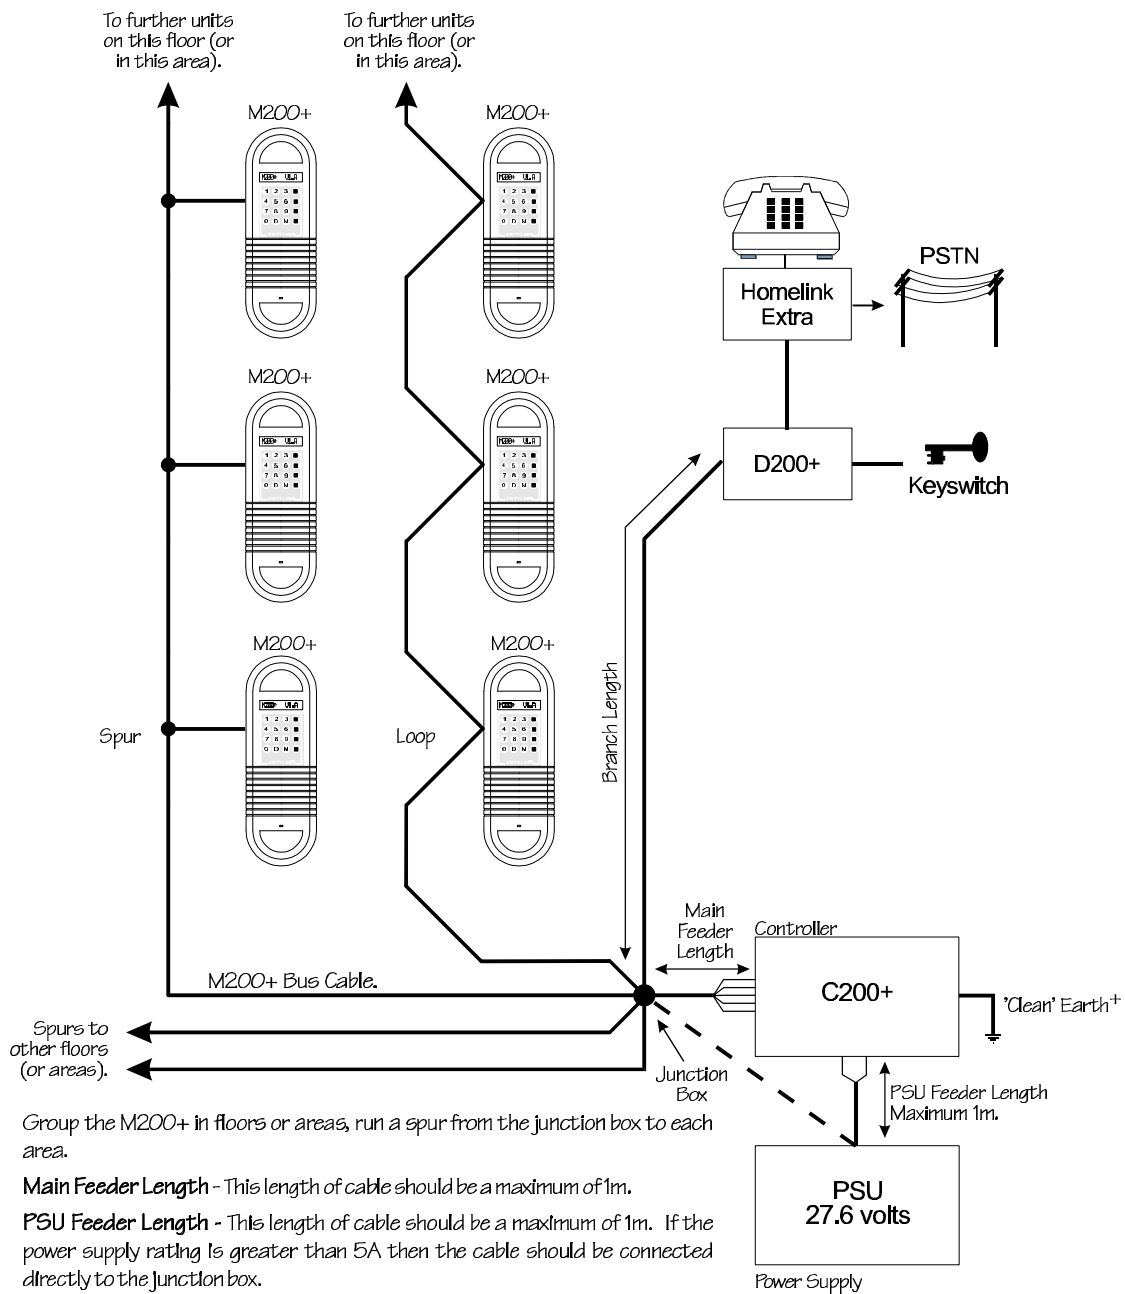 To further units
on this floor (or
in this area).
To further units
on this floor (or
in this area).
M200+
M200+
M200+
M200+
M200+
M200+
Spur
Loop
PSTN
Homelink
Extra
D200+
Keyswitch
Branch Length
Main
Feeder
Length
Controller
C200+
'Clean' Earth+
M200+ Bus Cable.
Spurs to
other floors
(or areas).
Junction
Box
PSU Feeder Length
Maximum 1m.
PSU
27.6 volts
Power Supply
Group the M200+ in floors or areas, run a spur from the junction box to each
area.
Main Feeder Length - This length of cable should be a maximum of 1m.
PSU Feeder Length - This length of cable should be a maximum of 1m. If the
power supply rating is greater than 5A then the cable should be connected
directly to the junction box.